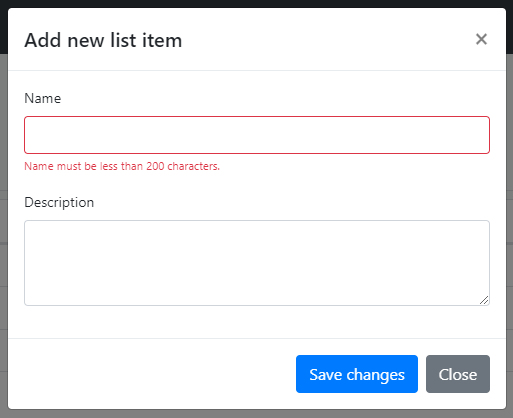 Add new list item
×
Name
Name must be less than 200 characters.
Description
Save changes
Close